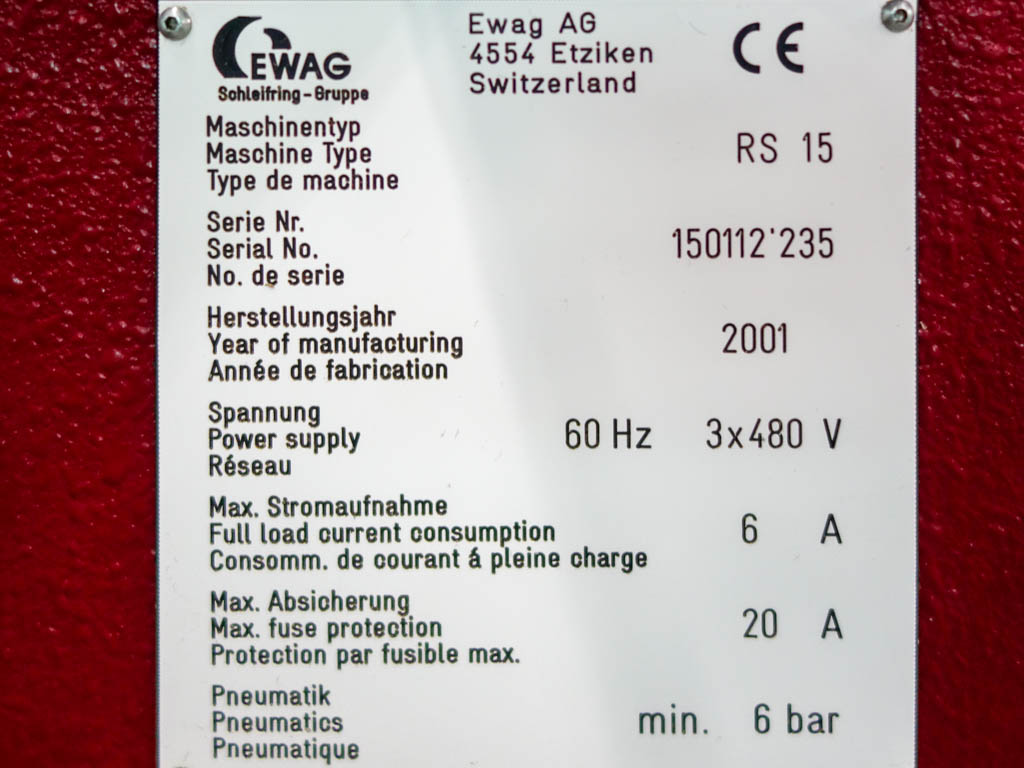 EWAG
Schleifring-Gruppe
Ewag AG
4554 Etziken
Switzerland
CE
Maschinentyp
Maschine Type
Type de machine
RS 15
Serie Nr.
Serial No.
No. de serie
150112'235
Herstellungsjahr
Year of manufacturing
Année de fabrication
2001
Spannung
Power supply
Réseau
60 Hz 3x480 V
Max. Stromaufnahme
Full load current consumption
Consomm. de courant á pleine charge
6 A
Max. Absicherung
Max. fuse protection
Protection par fusible max.
20 A
Pneumatik
Pneumatics
Pneumatique
min. 6 bar